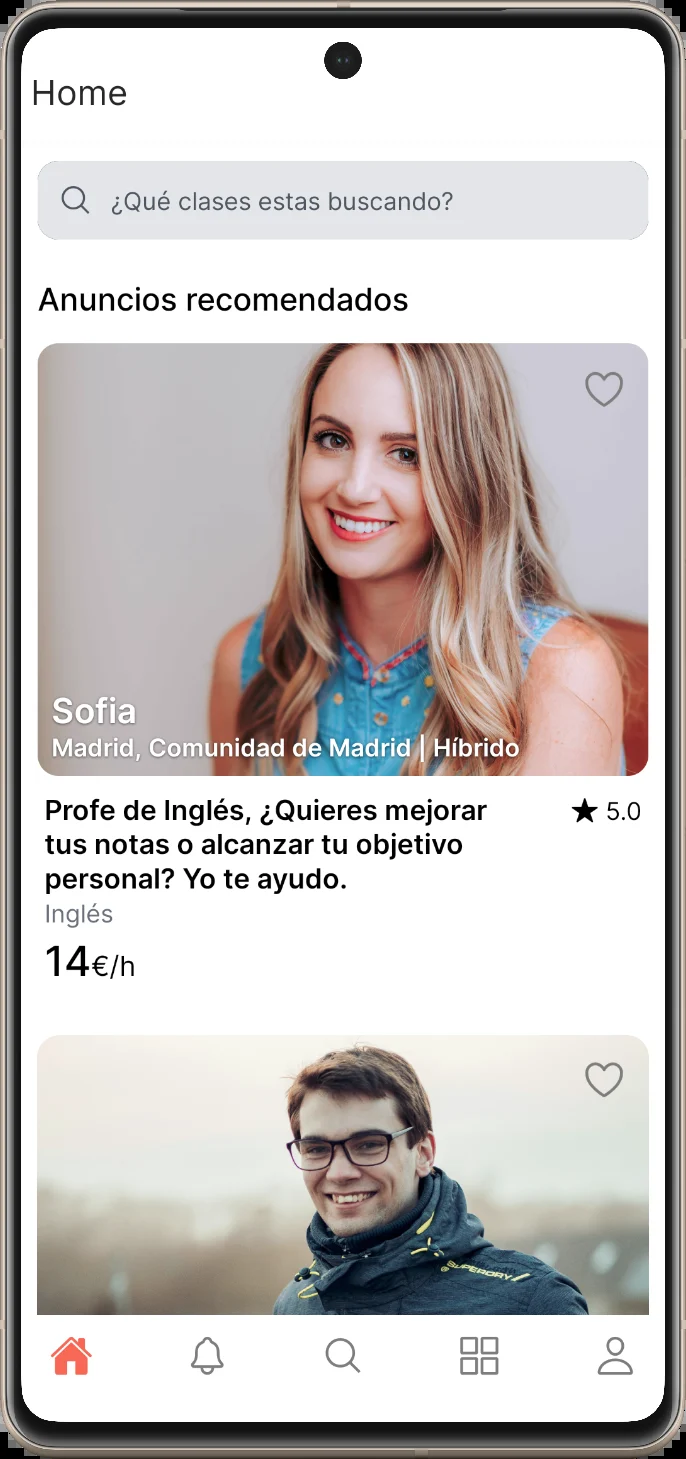 Home
¿Qué clases estas buscando?
Anuncios recomendados
Sofia
Madrid, Comunidad de Madrid | Híbrido
Profe de Inglés, ¿Quieres mejorar
tus notas o alcanzar tu objetivo
personal? Yo te ayudo.
★ 5.0
Inglés
14€/h
SUPERDRY